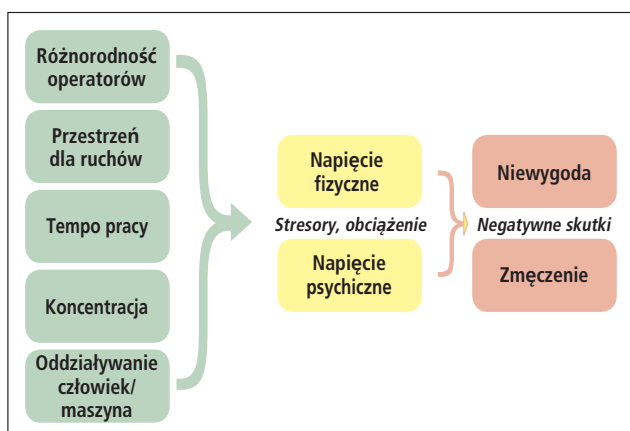 Różnorodność
operatorów
Przestrzeń
dla ruchów
Tempo pracy
Koncentracja
Oddziaływanie
człowiek/
maszyna
Napięcie
fizyczne
Stresory, obciążenie
Napięcie
psychiczne
Niewygoda
Negatywne skutki
Zmęczenie